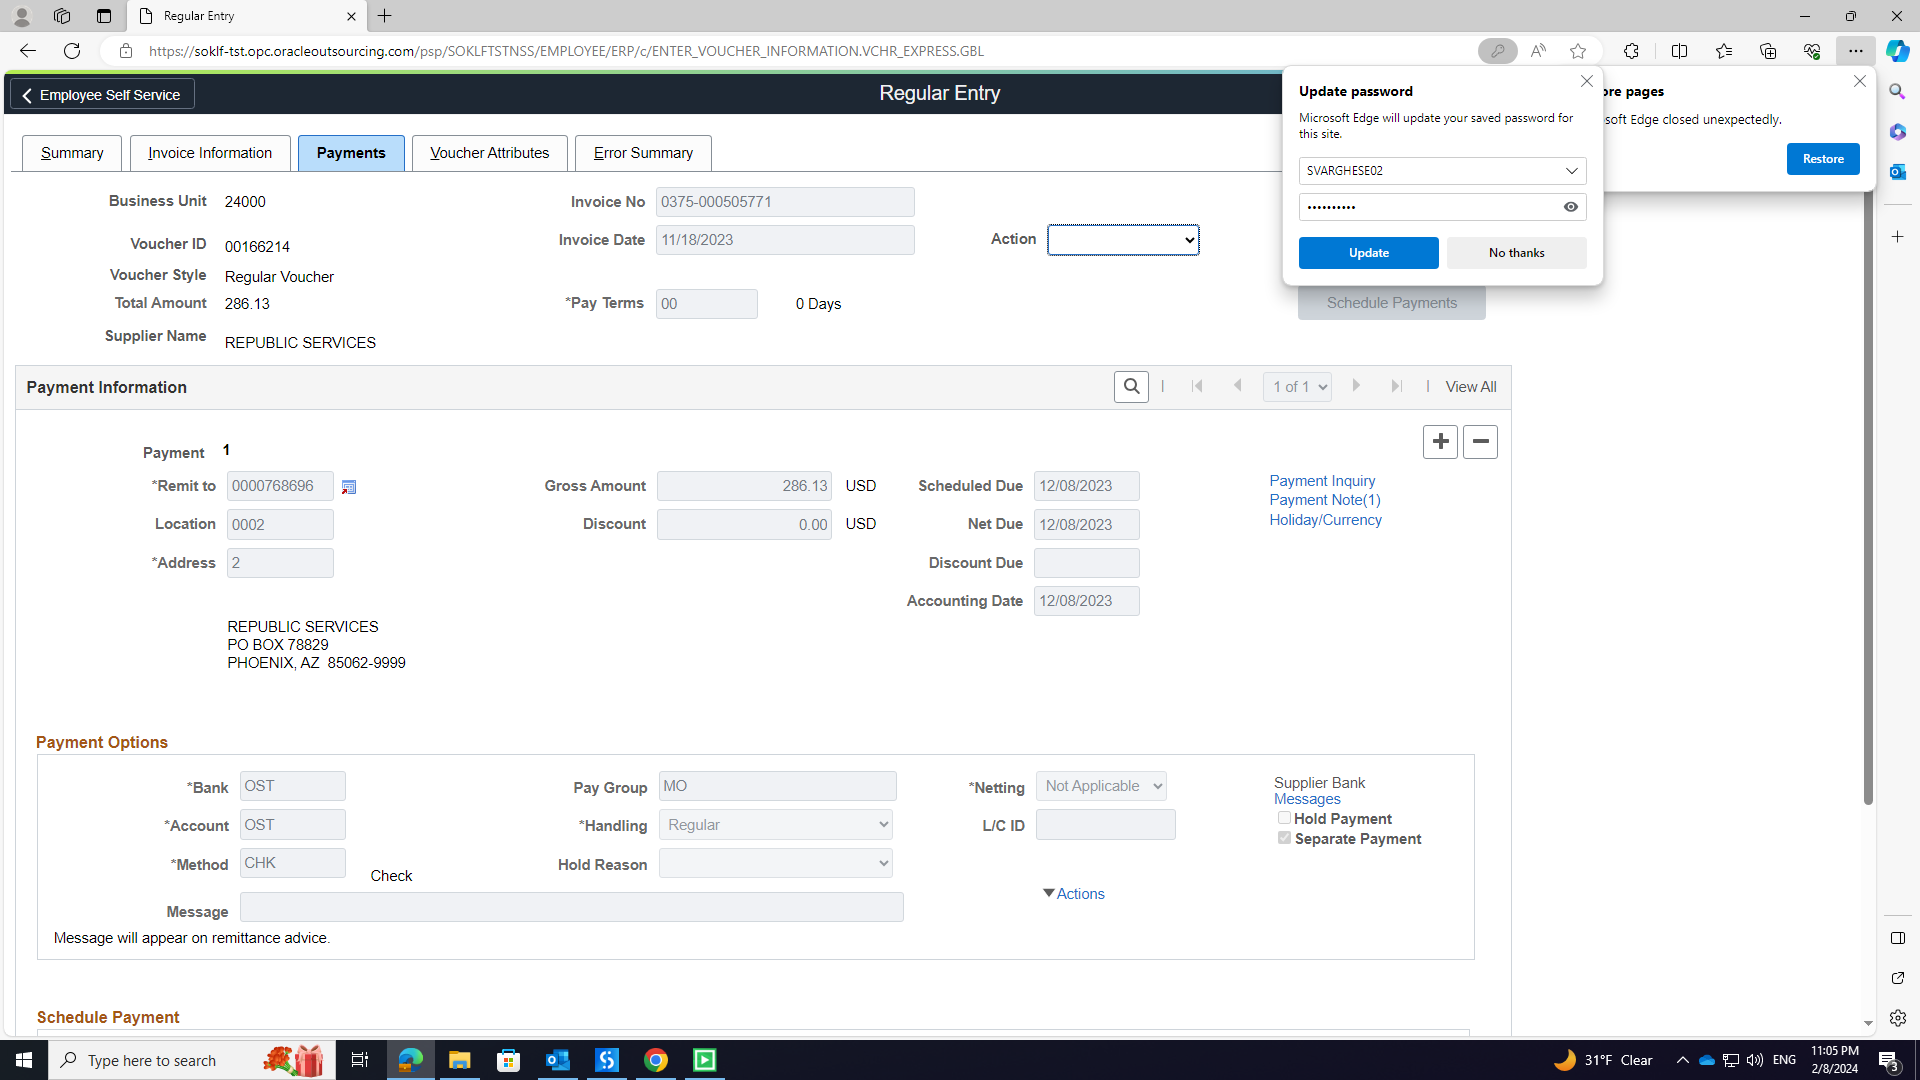 Regular Entry
https://soklf-tst.opc.oracleoutsourcing.com/psp/SOKLFTSTNSS/EMPLOYEE/ERP/c/ENTER_VOUCHER_INFORMATION.VCHR_EXPRESS.GBL
Employee Self Service
Regular Entry
Update password
Microsoft Edge will update your saved password for
this site.
SVARGHESE02
••••••••••
Update
No thanks
ore pages
soft Edge closed unexpectedly.
Restore
Summary
Invoice Information
Payments
Voucher Attributes
Error Summary
Business Unit 24000
Invoice No 0375-000505771
Voucher ID 00166214
Invoice Date 11/18/2023
Action
Voucher Style Regular Voucher
Total Amount 286.13
*Pay Terms 00 0 Days
Schedule Payments
Supplier Name REPUBLIC SERVICES
Payment Information
1 of 1
View All
Payment 1
*Remit to 0000768696
Gross Amount 286.13 USD
Scheduled Due 12/08/2023
Payment Inquiry
Payment Note(1)
Holiday/Currency
Location 0002
Discount 0.00 USD
Net Due 12/08/2023
*Address 2
Discount Due
Accounting Date 12/08/2023
REPUBLIC SERVICES
PO BOX 78829
PHOENIX, AZ 85062-9999
Payment Options
*Bank OST
Pay Group MO
*Netting Not Applicable
Supplier Bank
Messages
*Account OST
*Handling Regular
L/C ID
Hold Payment
Separate Payment
*Method CHK
Check
Hold Reason
Actions
Message
Message will appear on remittance advice.
Schedule Payment
Type here to search
31°F Clear
ENG
11:05 PM
2/8/2024
3